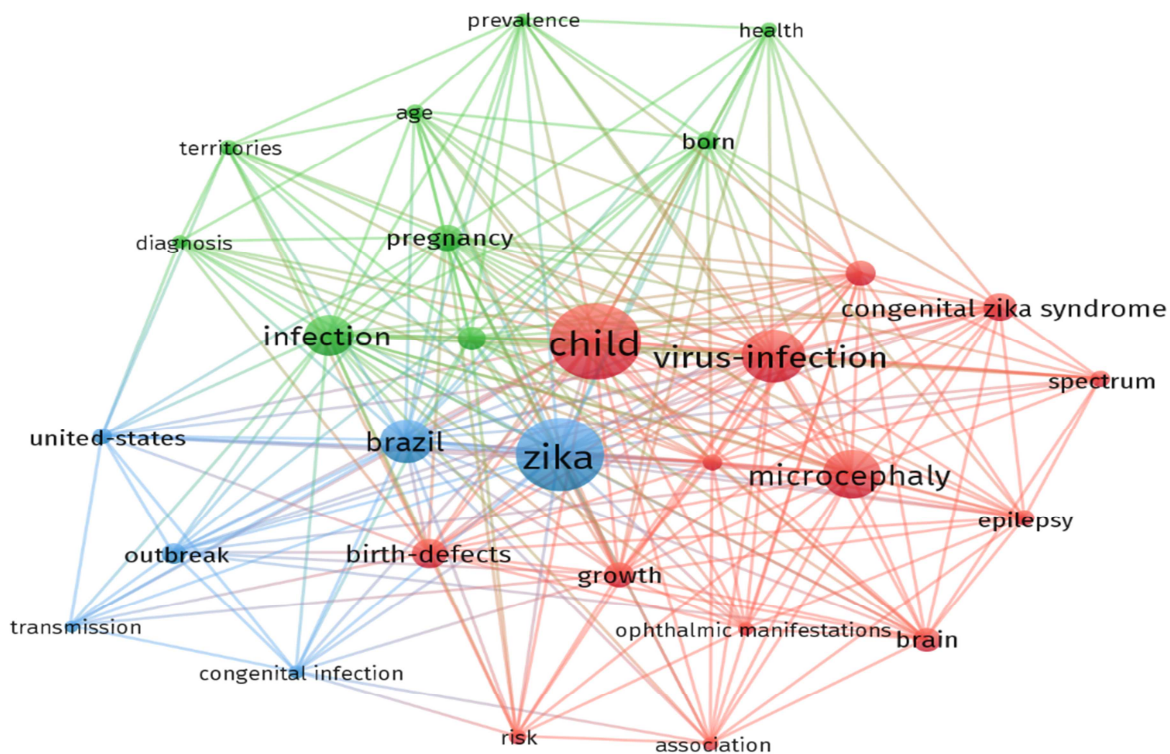 prevalence
health
age
born
territories
diagnosis
pregnancy
congenital zika syndrome
infection
child
virus-infection
spectrum
united-states
brazil
zika
microcephaly
epilepsy
outbreak
birth-defects
growth
transmission
ophthalmic manifestations
brain
congenital infection
risk
association